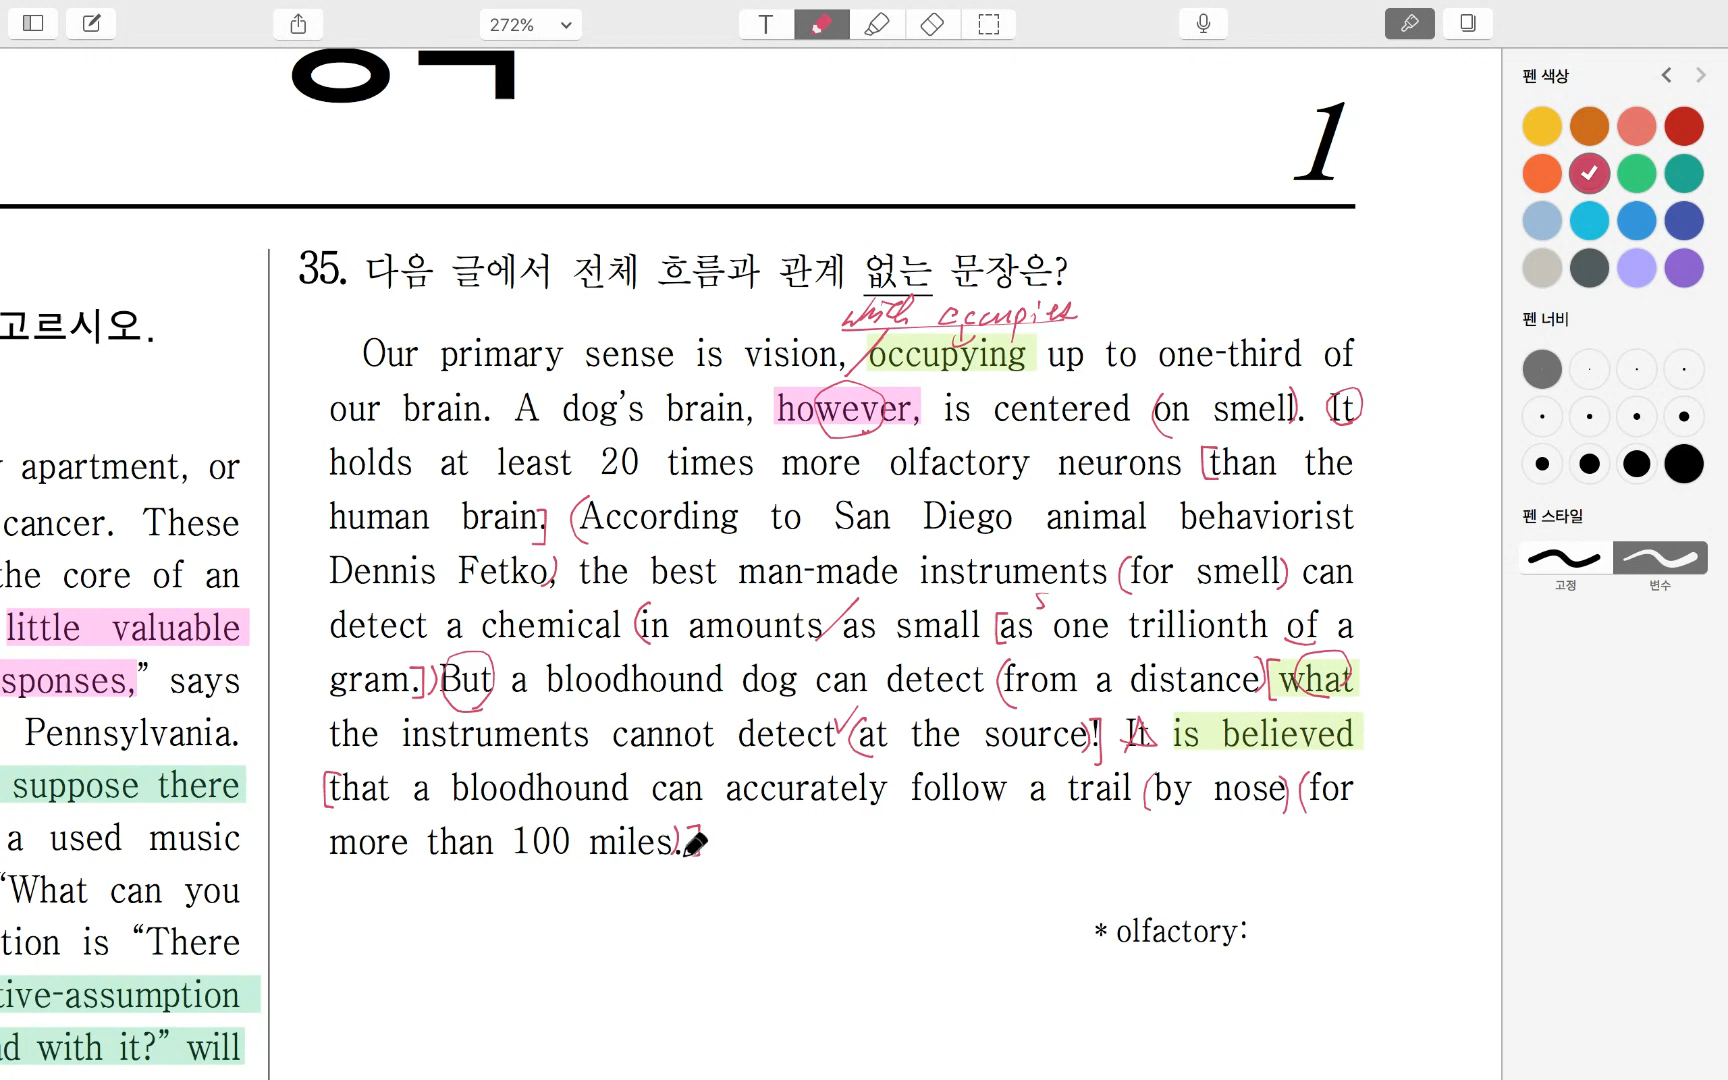 272%
T
펜 색상
1
펜 너비
펜 스타일
고정
변수
고르시오.
y apartment, or
cancer. These
the core of an
little valuable
sponses,” says
Pennsylvania.
suppose there
a used music
“What can you
tion is “There
tive-assumption
ad with it?” will
35. 다음 글에서 전체 흐름과 관계 없는 문장은?
which occupies
Our primary sense is vision, occupying up to one-third of
our brain. A dog’s brain, however, is centered (on smell). It
holds at least 20 times more olfactory neurons [than the
human brain.] (According to San Diego animal behaviorist
Dennis Fetko,) the best man-made instruments (for smell) can
s
detect a chemical (in amounts/as small [as one trillionth of a
gram.]) But a bloodhound dog can detect (from a distance) [what
the instruments cannot detect (at the source)!] It is believed
[that a bloodhound can accurately follow a trail (by nose) (for
more than 100 miles.)]
* olfactory: